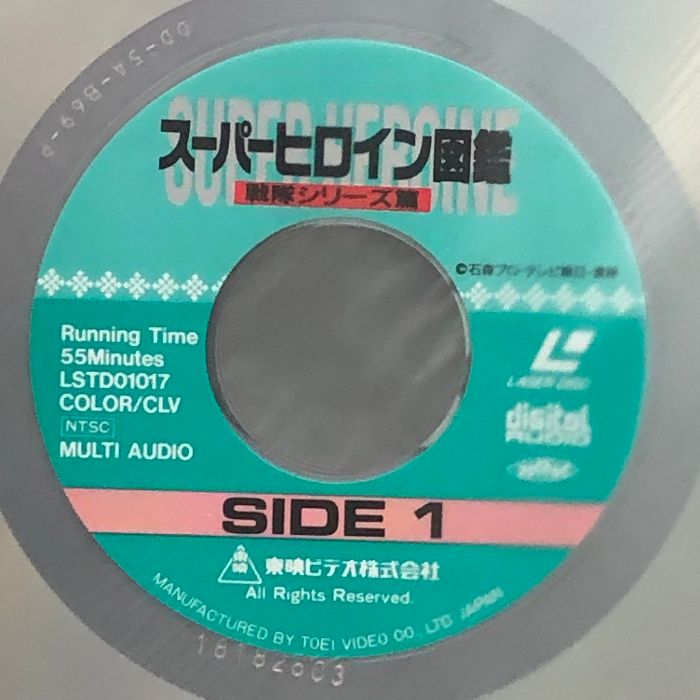 SUPER HEROINE
スーパーヒロイン図鑑
戦隊シリーズ篇
©石森プロ・テレビ朝日・東映
Running Time
55Minutes
LSTD01017
COLOR/CLV
NTSC
MULTI AUDIO
LASER DISC
digital
AUDIO
SIDE 1
東映
東映ビデオ株式会社
All Rights Reserved.
MANUFACTURED BY TOEI VIDEO CO., LTD. JAPAN